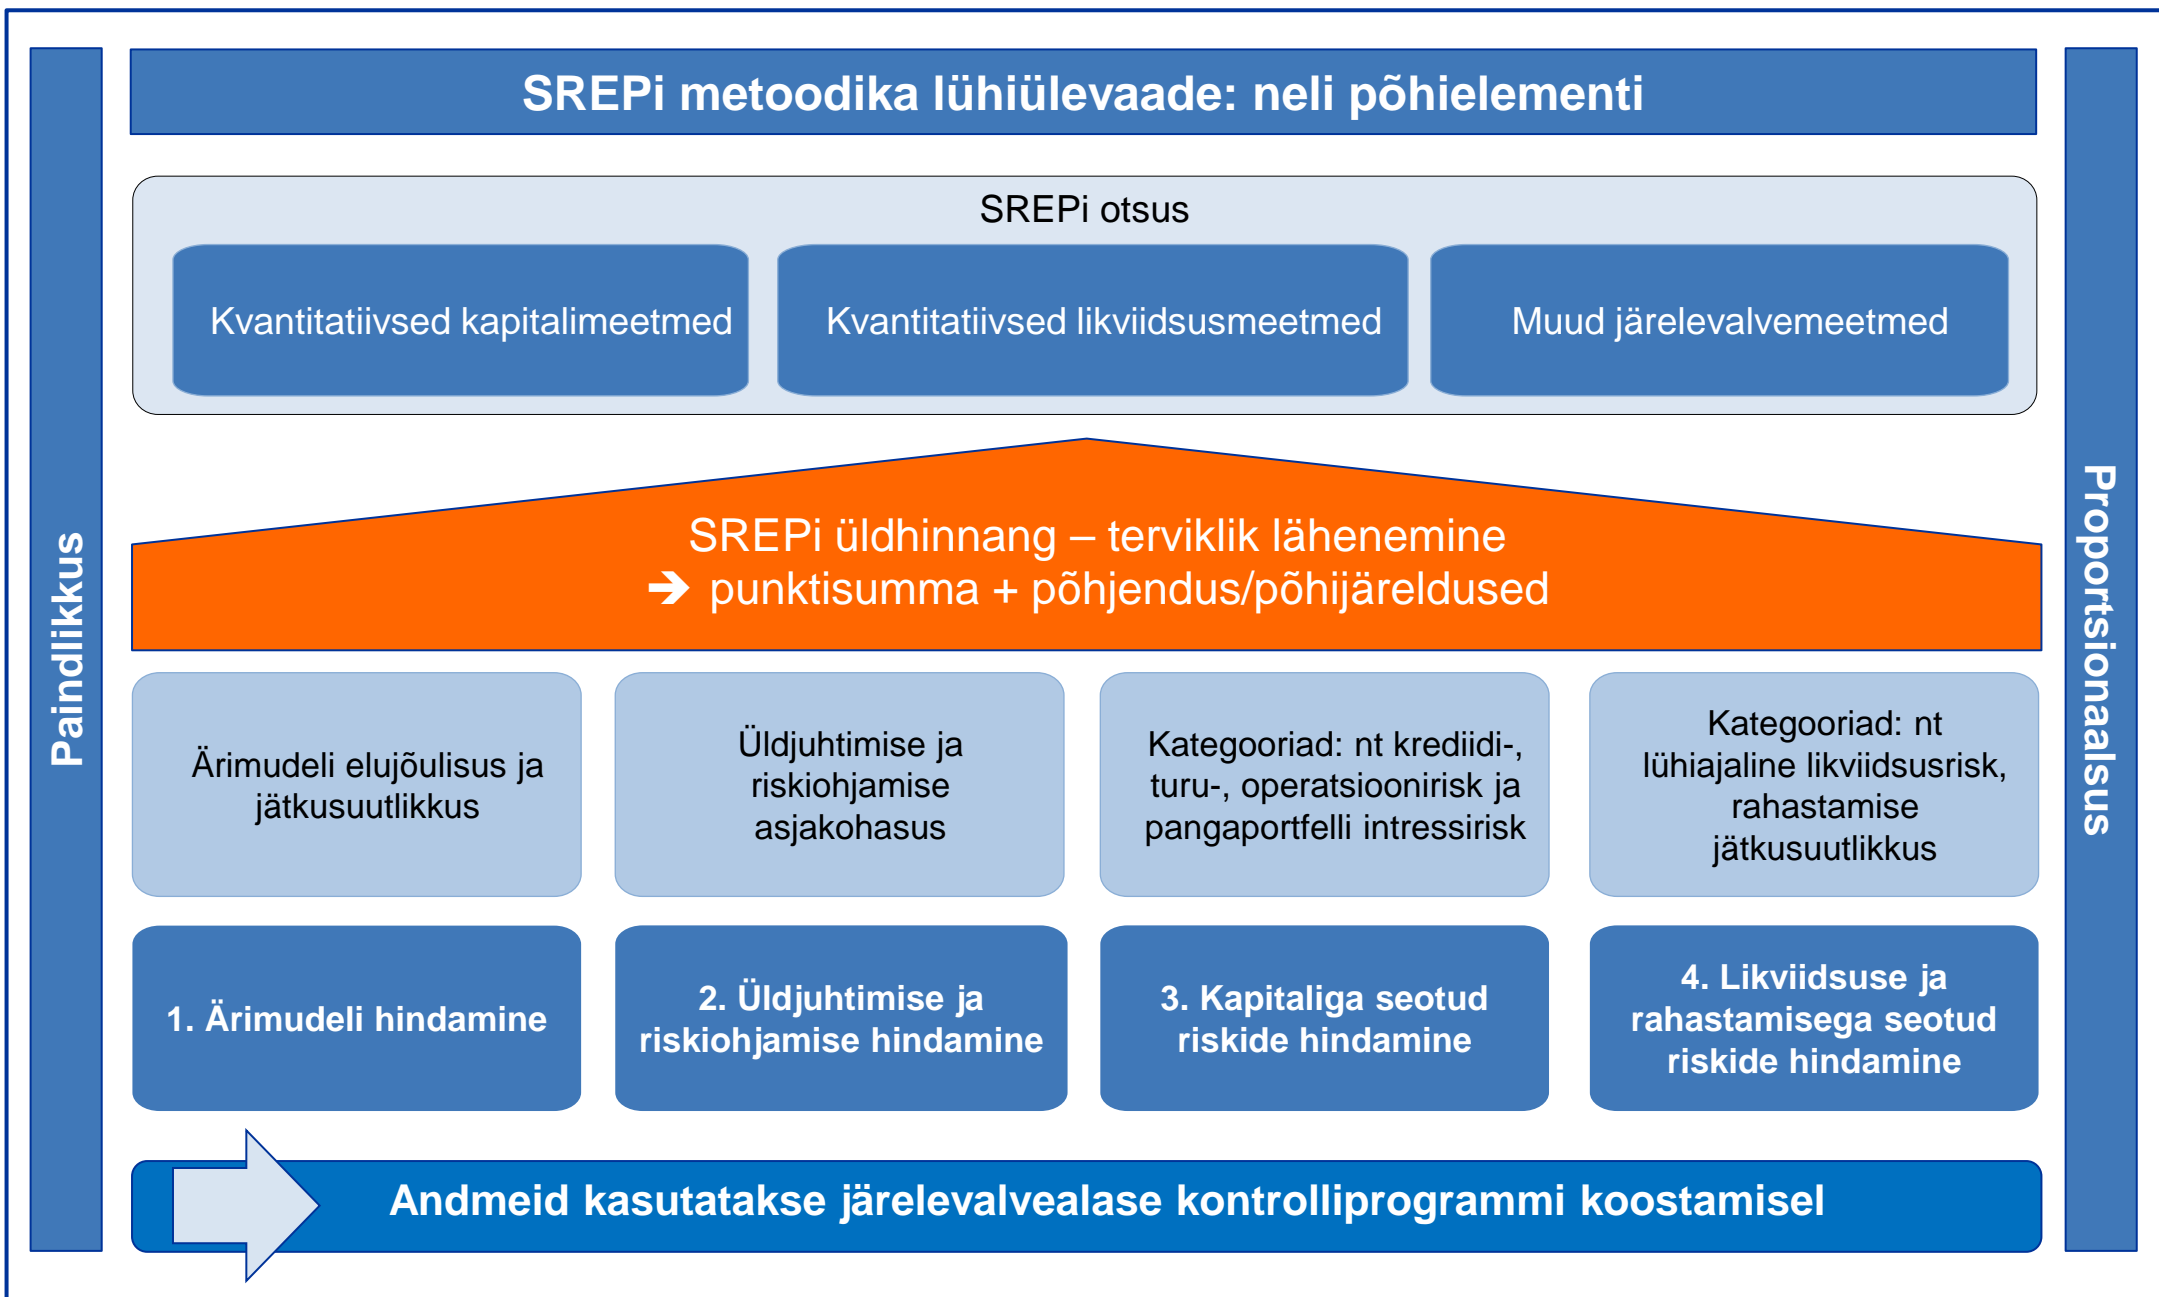 SREPi metoodika lühiülevaade: neli põhielementi
Paindlikkus
SREPi otsus
Kvantitatiivsed kapitalimeetmed
Kvantitatiivsed likviidsusmeetmed
Muud järelevalvemeetmed
SREPi üldhinnang – terviklik lähenemine
➔ punktisumma + põhjendus/põhijäreldused
Ärimudeli elujõulisus ja
jätkusuutlikkus
Üldjuhtimise ja
riskiohjamise
asjakohasus
Kategooriad: nt krediidi-,
turu-, operatsioonirisk ja
pangaportfelli intressirisk
Kategooriad: nt
lühiajaline likviidsusrisk,
rahastamise
jätkusuutlikkus
1. Ärimudeli hindamine
2. Üldjuhtimise ja
riskiohjamise hindamine
3. Kapitaliga seotud
riskide hindamine
4. Likviidsuse ja
rahastamisega seotud
riskide hindamine
Andmeid kasutatakse järelevalvealase kontrolliprogrammi koostamisel
Proportsionaalsus